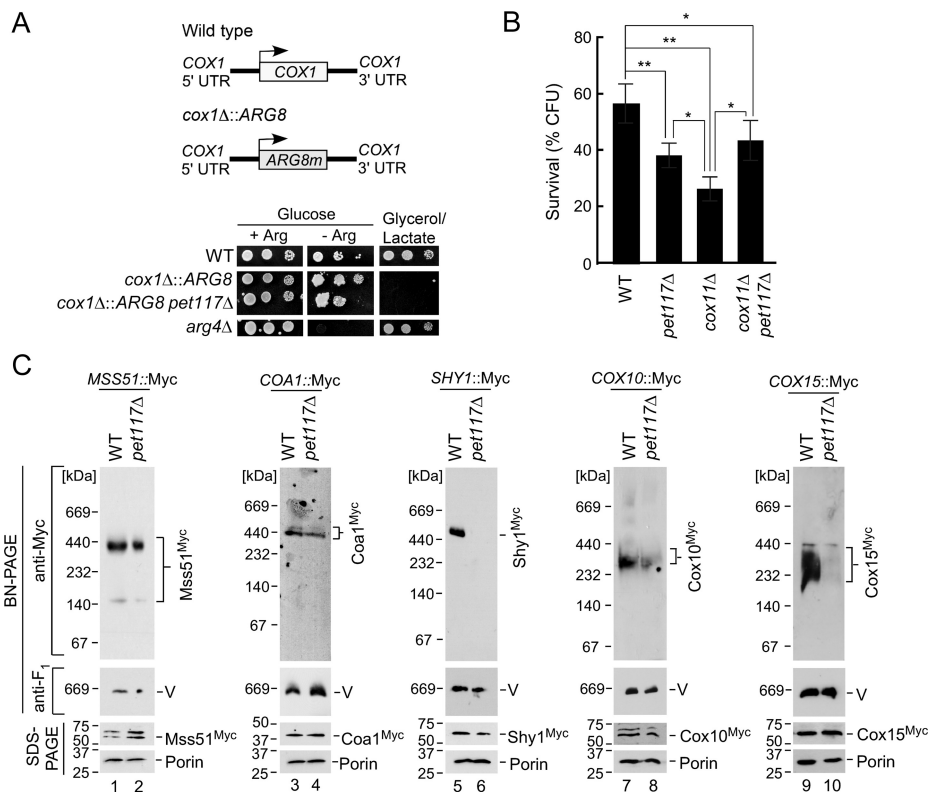 A
Wild type
COX1
5' UTR
COX1
COX1
3' UTR
cox1Δ::ARG8
COX1
5' UTR
ARG8m
COX1
3' UTR
Glucose
Glycerol/
Lactate
+ Arg
- Arg
WT
cox1Δ::ARG8
cox1Δ::ARG8 pet117Δ
arg4Δ
B
Survival (% CFU)
80
60
40
20
0
*
**
**
*
*
WT
pet117Δ
cox11Δ
cox11Δ
pet117Δ
C
MSS51::Myc
COA1::Myc
SHY1::Myc
COX10::Myc
COX15::Myc
WT
pet117Δ
WT
pet117Δ
WT
pet117Δ
WT
pet117Δ
WT
pet117Δ
BN-PAGE
anti-Myc
[kDa]
669
440
232
140
67
Mss51Myc
[kDa]
669
440
232
140
67
Coa1Myc
[kDa]
669
440
232
140
67
Shy1Myc
[kDa]
669
440
232
140
67
Cox10Myc
[kDa]
669
440
232
140
67
Cox15Myc
anti-F1
669
V
669
V
669
V
669
V
669
V
SDS-
PAGE
75
50
37
25
Mss51Myc
Porin
50
37
37
25
Coa1Myc
Porin
75
50
37
25
Shy1Myc
Porin
75
50
37
25
Cox10Myc
Porin
75
50
37
25
Cox15Myc
Porin
1 2 3 4 5 6 7 8 9 10